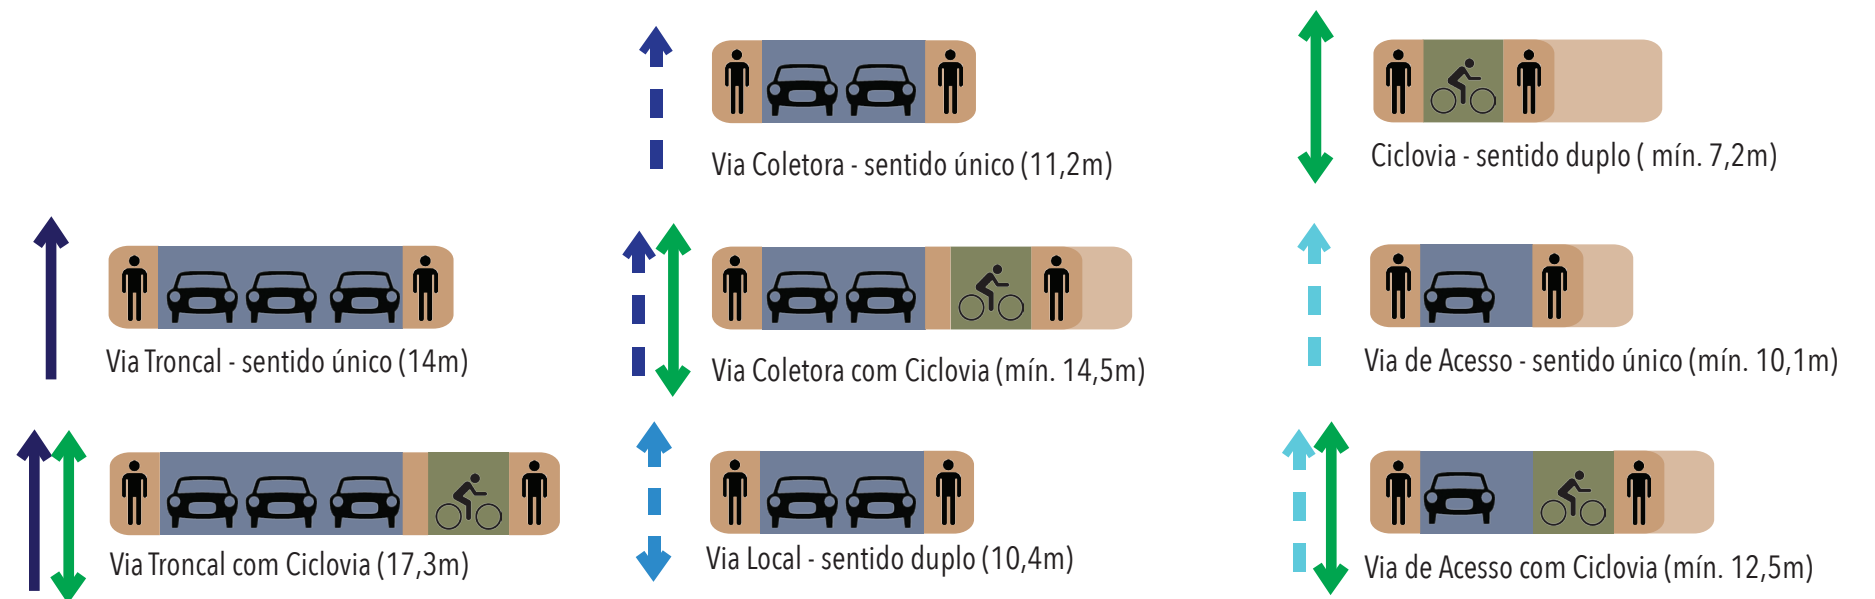 Via Coletora - sentido único (11,2m)
Ciclovia - sentido duplo ( mín. 7,2m)
Via Troncal - sentido único (14m)
Via Coletora com Ciclovia (mín. 14,5m)
Via de Acesso - sentido único (mín. 10,1m)
Via Troncal com Ciclovia (17,3m)
Via Local - sentido duplo (10,4m)
Via de Acesso com Ciclovia (mín. 12,5m)